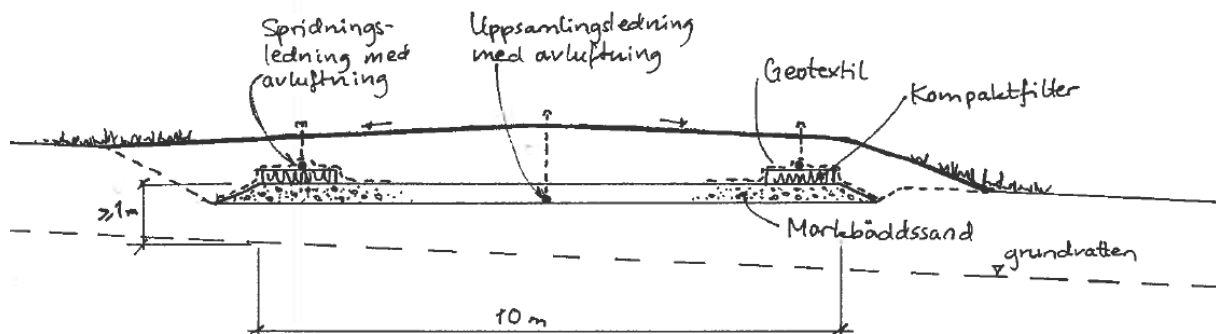 Spridnings-
ledning med
avluftning
Uppsamlingsledning
med avluftning
Geotextil
Kompaktfilter
≥1m
Markbäddssand
grundvatten
10 m